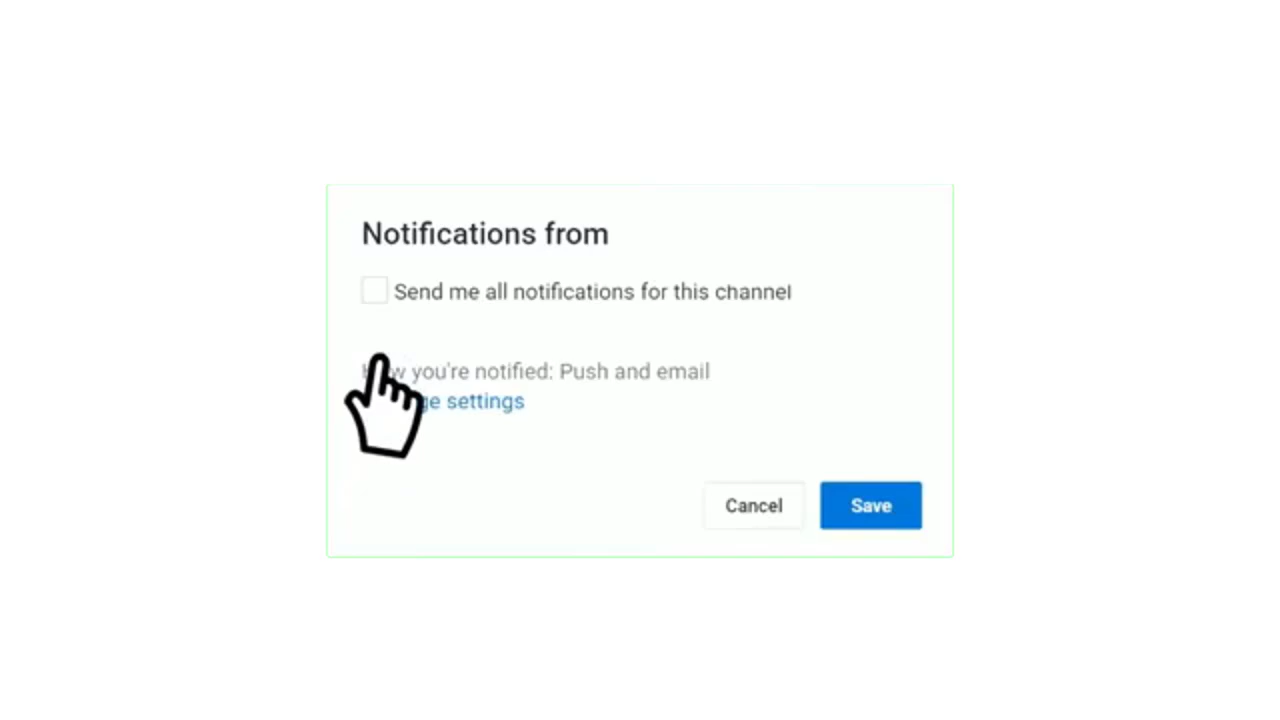 Notifications from
Send me all notifications for this channel
you're notified: Push and email
settings
Cancel
Save